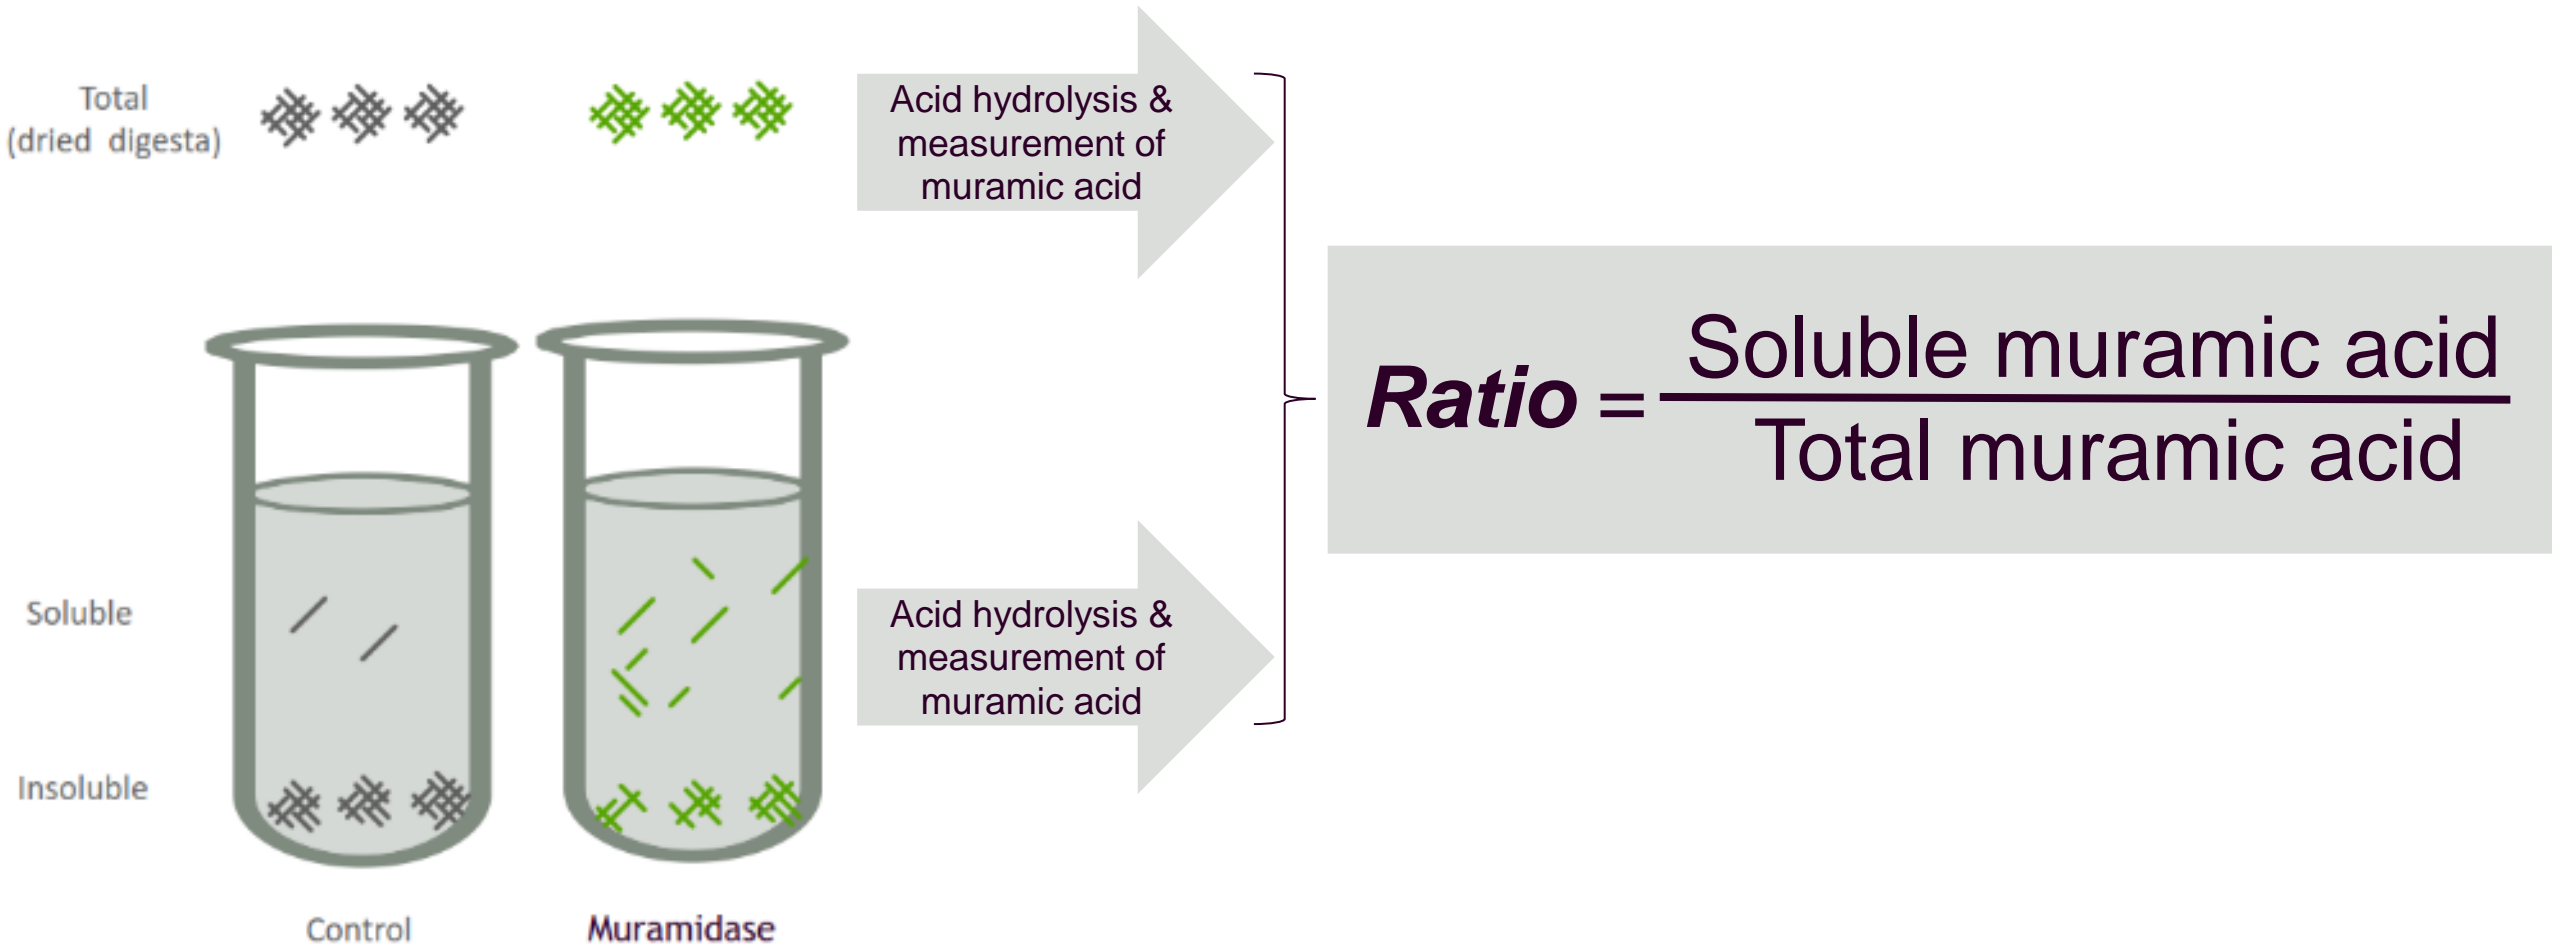 Total
(dried digesta)
Acid hydrolysis &
measurement of
muramic acid
Ratio = Soluble muramic acid
Total muramic acid
Soluble
Acid hydrolysis &
measurement of
muramic acid
Insoluble
Control
Muramidase